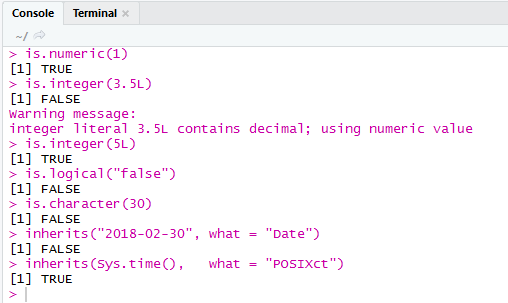 Console Terminal ×
~/
> is.numeric(1)
[1] TRUE
> is.integer(3.5L)
[1] FALSE
Warning message:
integer literal 3.5L contains decimal; using numeric value
> is.integer(5L)
[1] TRUE
> is.logical("false")
[1] FALSE
> is.character(30)
[1] FALSE
> inherits("2018-02-30", what = "Date")
[1] FALSE
> inherits(Sys.time(),   what = "POSIXct")
[1] TRUE
>